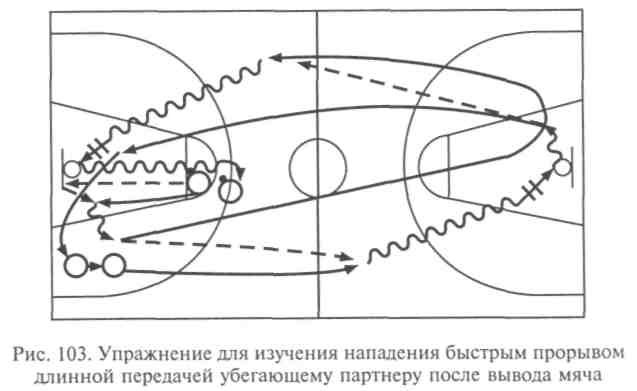 Рис. 103. Упражнение для изучения нападения быстрым прорывом
длинной передачей убегающему партнеру после вывода мяча